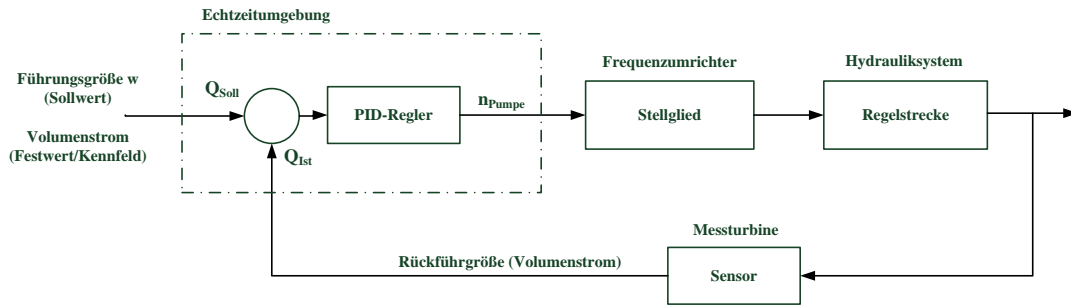 Echtzeitumgebung
Führungsgröße w
(Sollwert)
Volumenstrom
(Festwert/Kennfeld)
QSoll
QIst
PID-Regler
nPumpe
Frequenzumrichter
Stellglied
Hydrauliksystem
Regelstrecke
Messturbine
Sensor
Rückführgröße (Volumenstrom)